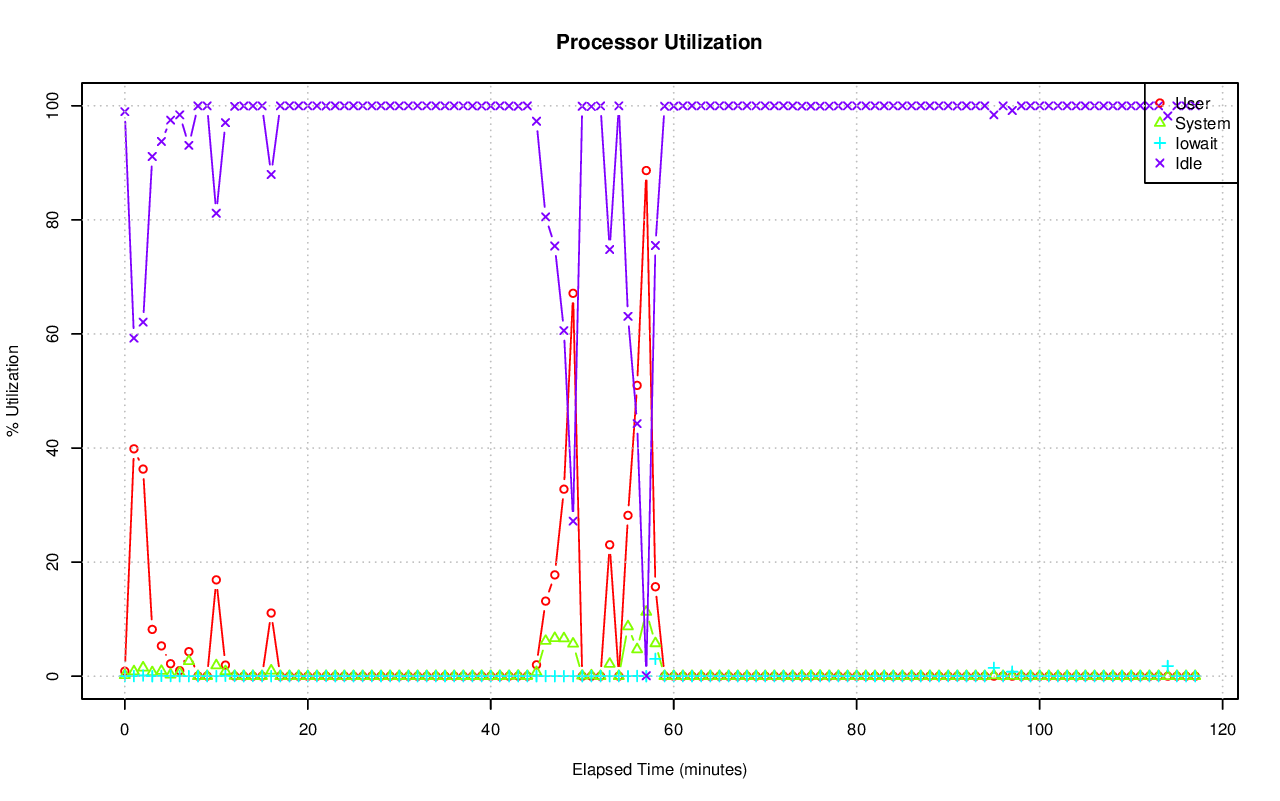 Processor Utilization
% Utilization
100
80
60
40
20
0
User
System
Iowait
Idle
0 20 40 60 80 100 120
Elapsed Time (minutes)